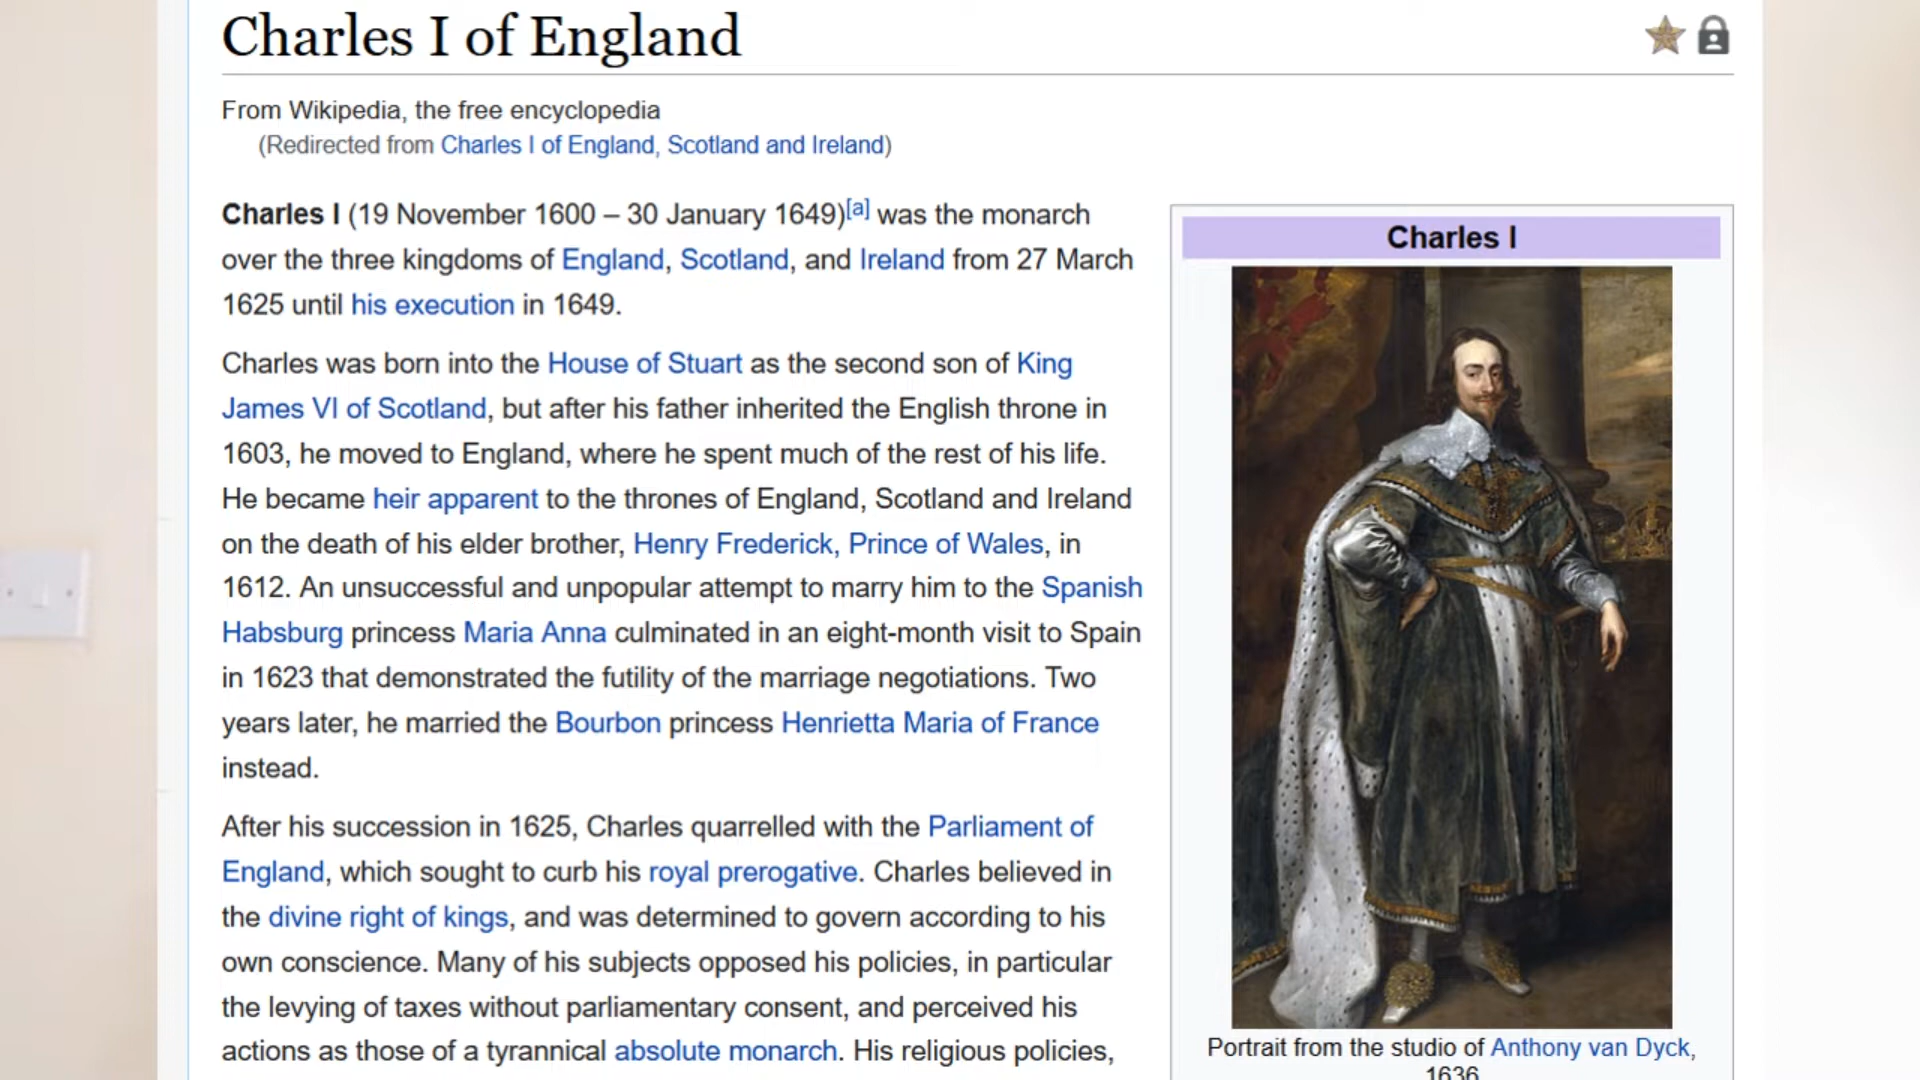 Charles I of England
From Wikipedia, the free encyclopedia
(Redirected from Charles I of England, Scotland and Ireland)
Charles I (19 November 1600 – 30 January 1649)[a] was the monarch
over the three kingdoms of England, Scotland, and Ireland from 27 March
1625 until his execution in 1649.
Charles was born into the House of Stuart as the second son of King
James VI of Scotland, but after his father inherited the English throne in
1603, he moved to England, where he spent much of the rest of his life.
He became heir apparent to the thrones of England, Scotland and Ireland
on the death of his elder brother, Henry Frederick, Prince of Wales, in
1612. An unsuccessful and unpopular attempt to marry him to the Spanish
Habsburg princess Maria Anna culminated in an eight-month visit to Spain
in 1623 that demonstrated the futility of the marriage negotiations. Two
years later, he married the Bourbon princess Henrietta Maria of France
instead.
After his succession in 1625, Charles quarrelled with the Parliament of
England, which sought to curb his royal prerogative. Charles believed in
the divine right of kings, and was determined to govern according to his
own conscience. Many of his subjects opposed his policies, in particular
the levying of taxes without parliamentary consent, and perceived his
actions as those of a tyrannical absolute monarch. His religious policies,
Charles I
Portrait from the studio of Anthony van Dyck,
1636